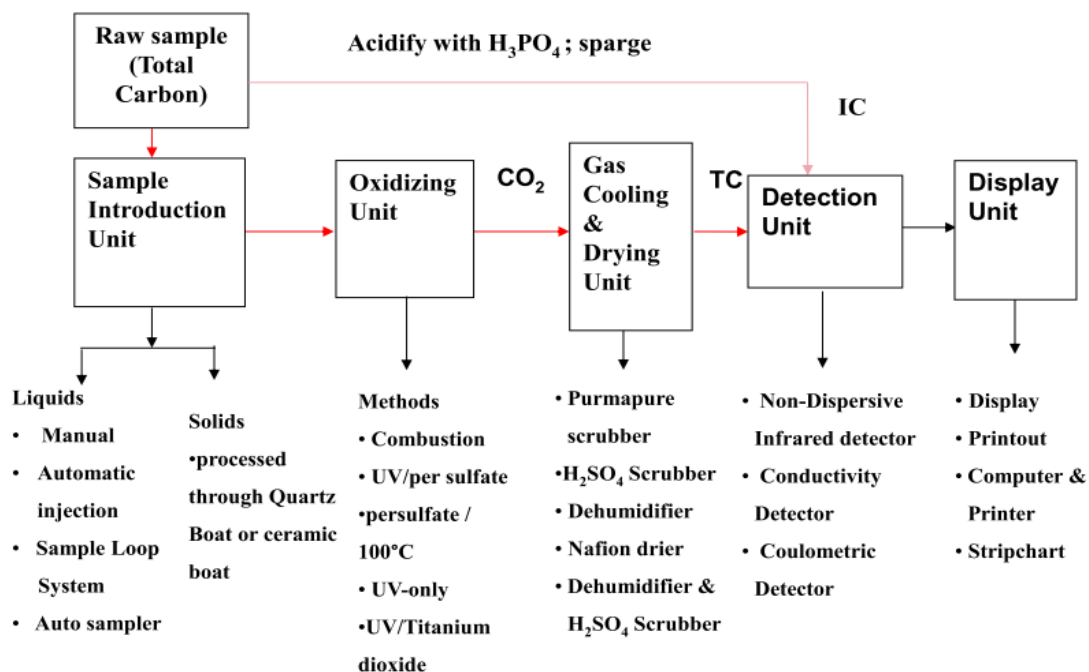 Raw sample
(Total
Carbon)
Acidify with H₃PO₄ ; sparge
IC
Sample
Introduction
Unit
Oxidizing
Unit
CO₂
Gas
Cooling
&
Drying
Unit
TC
Detection
Unit
Display
Unit
Liquids
• Manual
• Automatic
injection
• Sample Loop
System
• Auto sampler
Solids
•processed
through Quartz
Boat or ceramic
boat
Methods
• Combustion
• UV/per sulfate
•persulfate /
100°C
• UV-only
•UV/Titanium
dioxide
• Purmapure
scrubber
•H₂SO₄ Scrubber
• Dehumidifier
• Nafion drier
• Dehumidifier &
H₂SO₄ Scrubber
• Non-Dispersive
Infrared detector
• Conductivity
Detector
• Coulometric
Detector
• Display
• Printout
• Computer &
Printer
• Stripchart